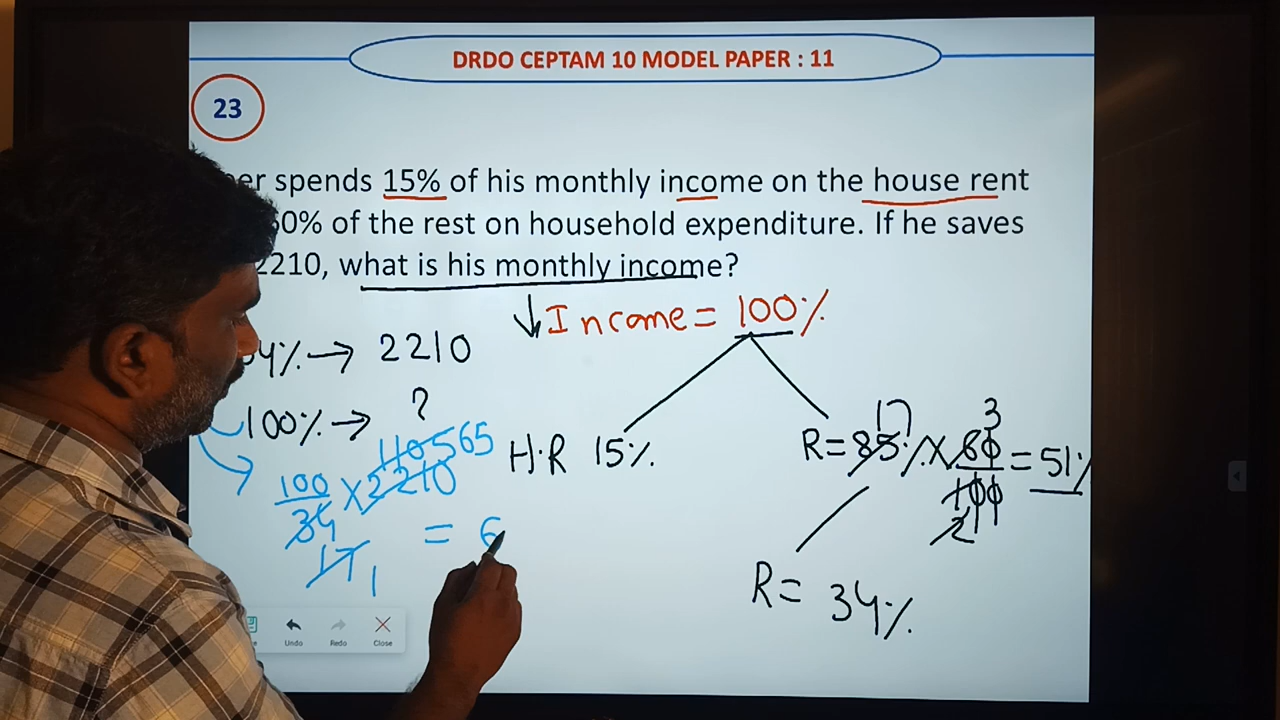 DRDO CEPTAM 10 MODEL PAPER : 11
23
spends 15% of his monthly income on the house rent
60% of the rest on household expenditure. If he saves
2210, what is his monthly income?
Income = 100%
4% → 2210
100% → ?
H.R 15%
R = 85% × 60/100 = 51%
17
3
2
100/34 × 2210
1105 65
17 1
= 6
R = 34%
Undo Redo Close